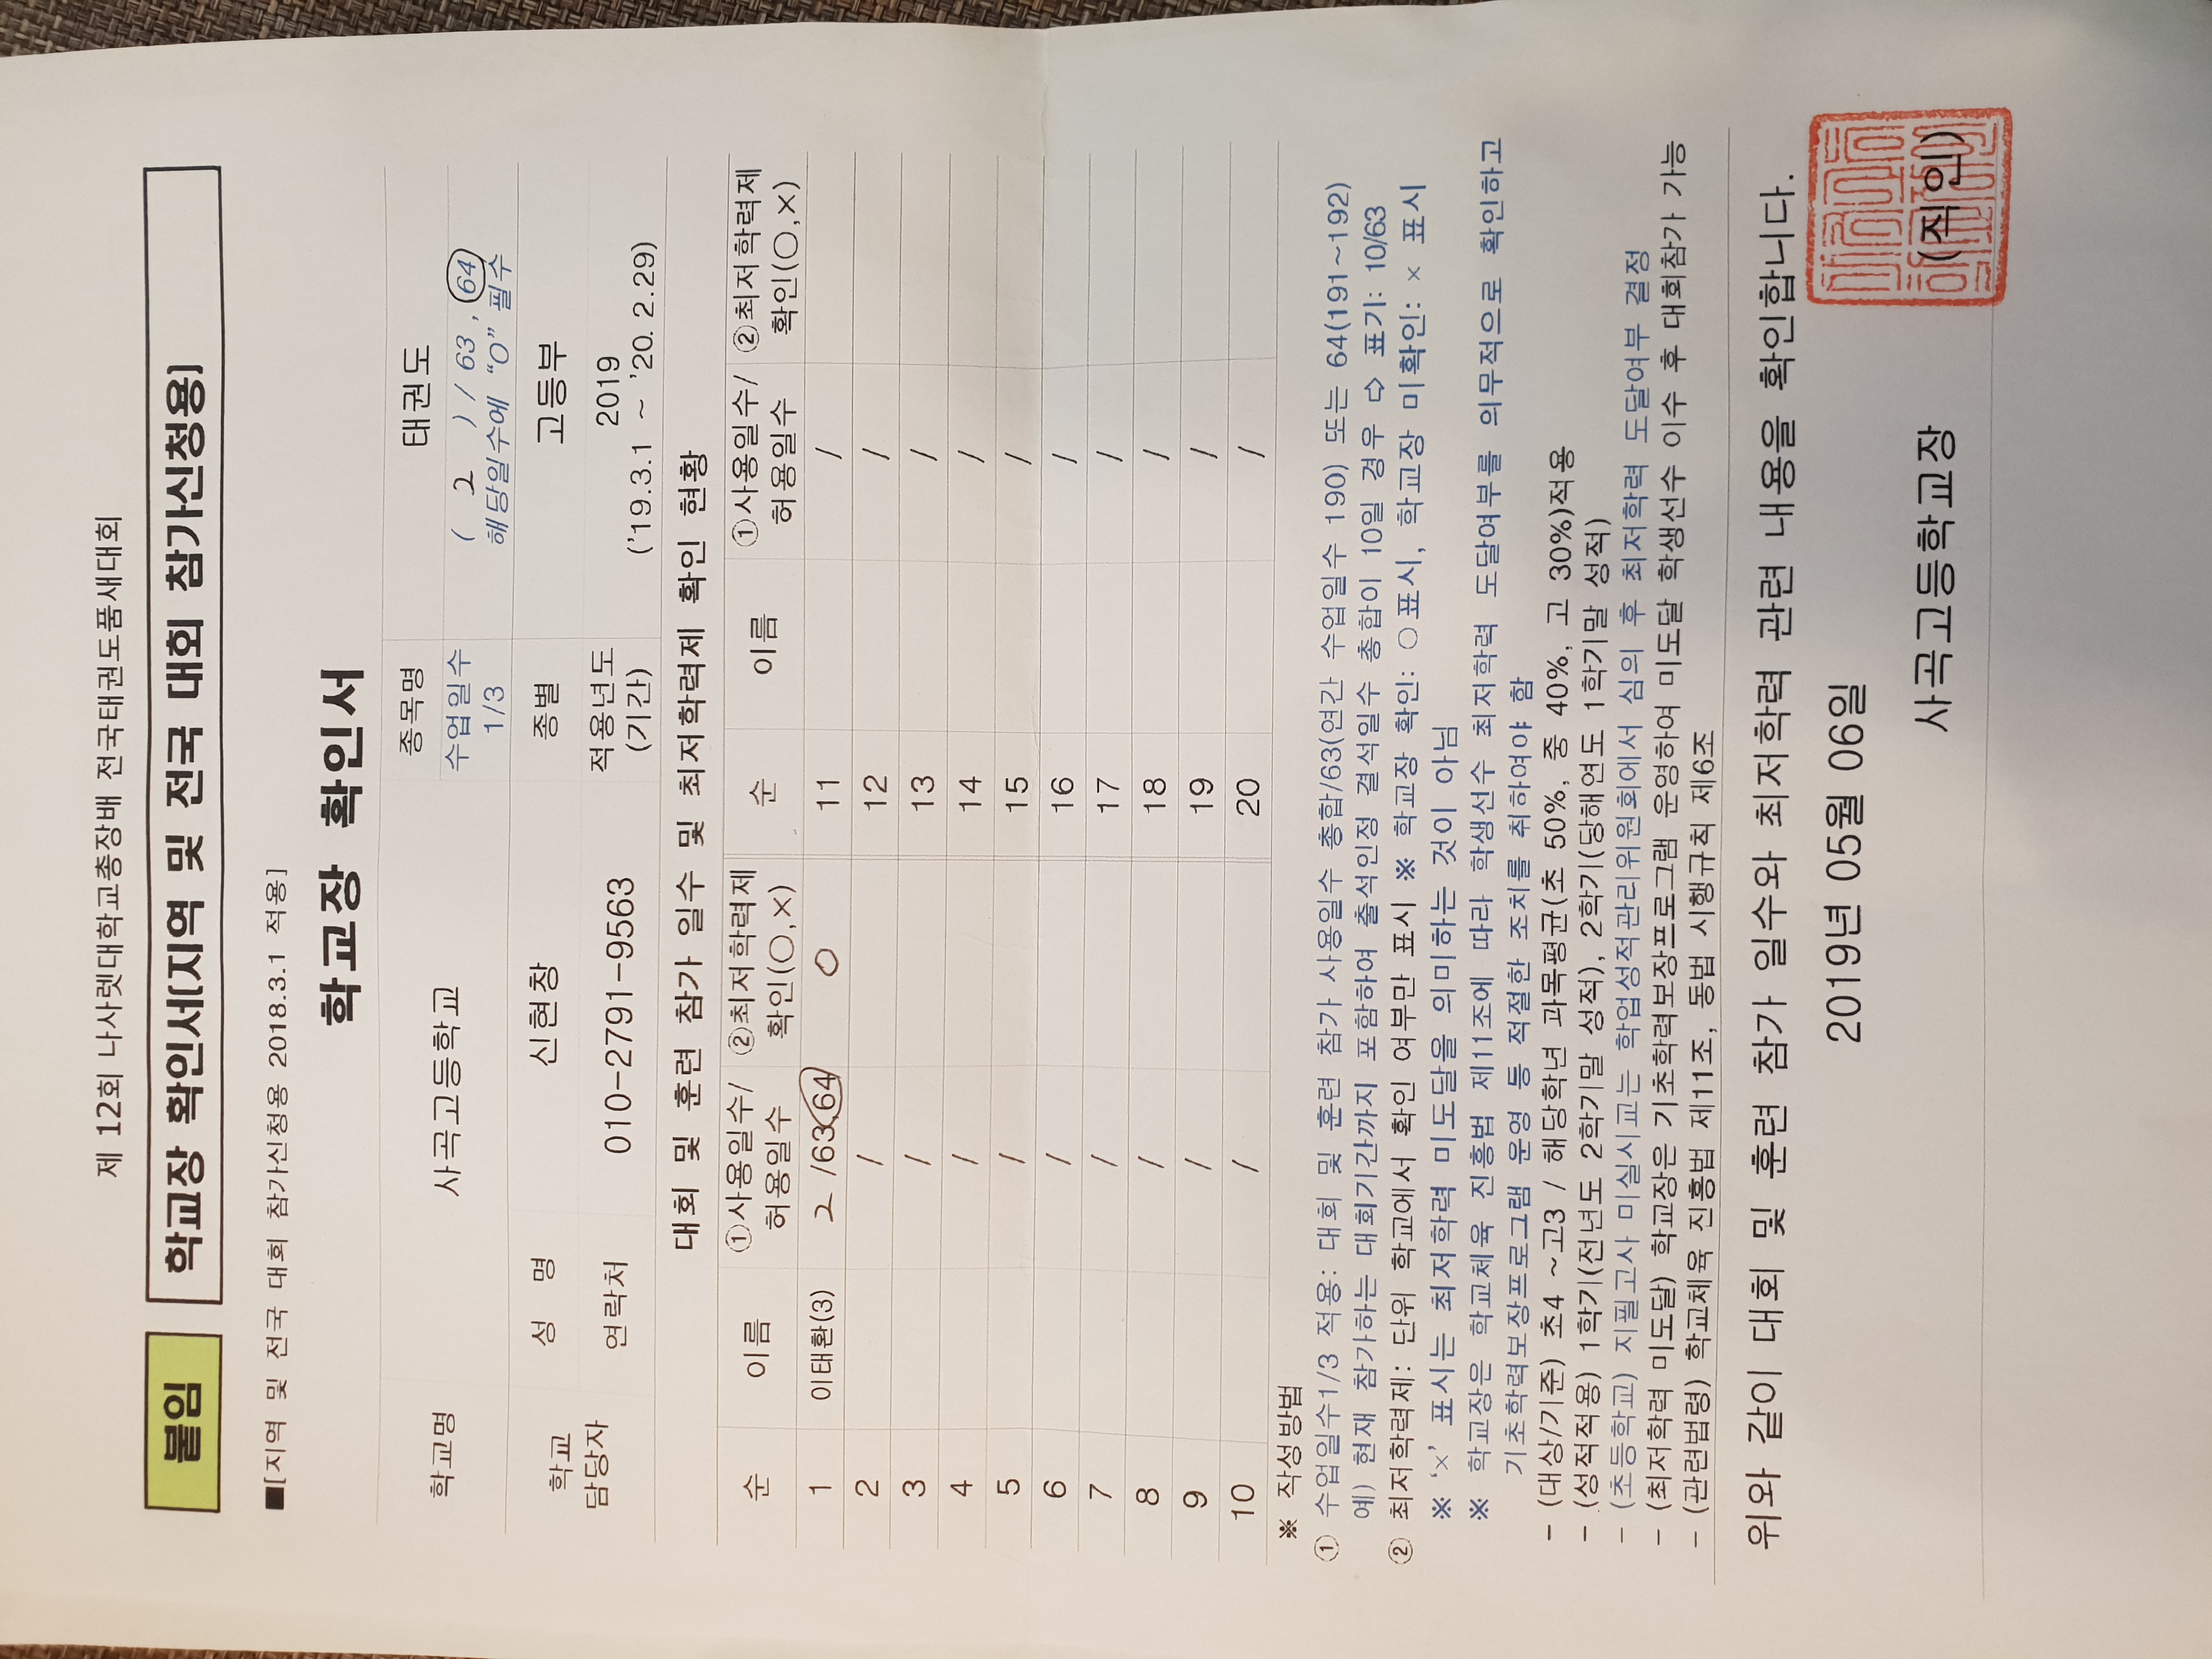 제 12회 나사렛대학교총장배 전국태권도품새대회
붙임 학교장 확인서(지역 및 전국 대회 참가신청용)
■[지역 및 전국 대회 참가신청용 2018.3.1 적용]
학교장 확인서
학교명 사곡고등학교 종목명 태권도
수업일수 1/3 ( 2 ) / 63 , 64
해당일수에 “O” 필수
학교 담당자 성 명 신현창 종별 고등부
연락처 010-2791-9563 적용년도 (기간) 2019
('19.3.1 ~ '20. 2.29)
대회 및 훈련 참가 일수 및 최저학력제 확인 현황
순 이름 ①사용일수/허용일수 ②최저학력제 확인(○,×) 순 이름 ①사용일수/허용일수 ②최저학력제 확인(○,×)
1 이태환(3) 2 /63,64 O 11 /
2 / 12 /
3 / 13 /
4 / 14 /
5 / 15 /
6 / 16 /
7 / 17 /
8 / 18 /
9 / 19 /
10 / 20 /
※ 작성방법
① 수업일수1/3 적용: 대회 및 훈련 참가 사용일수 총합/63(연간 수업일수 190) 또는 64(191~192)
예) 현재 참가하는 대회기간까지 포함하여 출석인정 결석일수 총합이 10일 경우 ⇨ 표기: 10/63
② 최저학력제: 단위 학교에서 확인 여부만 표시 ※ 학교장 확인: ○표시, 학교장 미확인: × 표시
※ ‘×’ 표시는 최저학력 미도달을 의미하는 것이 아님
※ 학교장은 학교체육 진흥법 제11조에 따라 학생선수 최저학력 도달여부를 의무적으로 확인하고
기초학력보장프로그램 운영 등 적절한 조치를 취하여야 함
- (대상/기준) 초4 ~고3 / 해당학년 과목평균(초 50%, 중 40%, 고 30%)적용
- (성적적용) 1학기(전년도 2학기말 성적), 2학기(당해연도 1학기말 성적)
- (초등학교) 지필고사 미실시교는 학업성적관리위원회에서 심의 후 최저학력 도달여부 결정
- (최저학력 미도달) 학교장은 기초학력보장프로그램 운영하여 미도달 학생선수 이수 후 대회참가 가능
- (관련법령) 학교체육 진흥법 제11조, 동법 시행규칙 제6조
위와 같이 대회 및 훈련 참가 일수와 최저학력 관련 내용을 확인합니다.
2019년 05월 06일
사곡고등학교장 (직인)